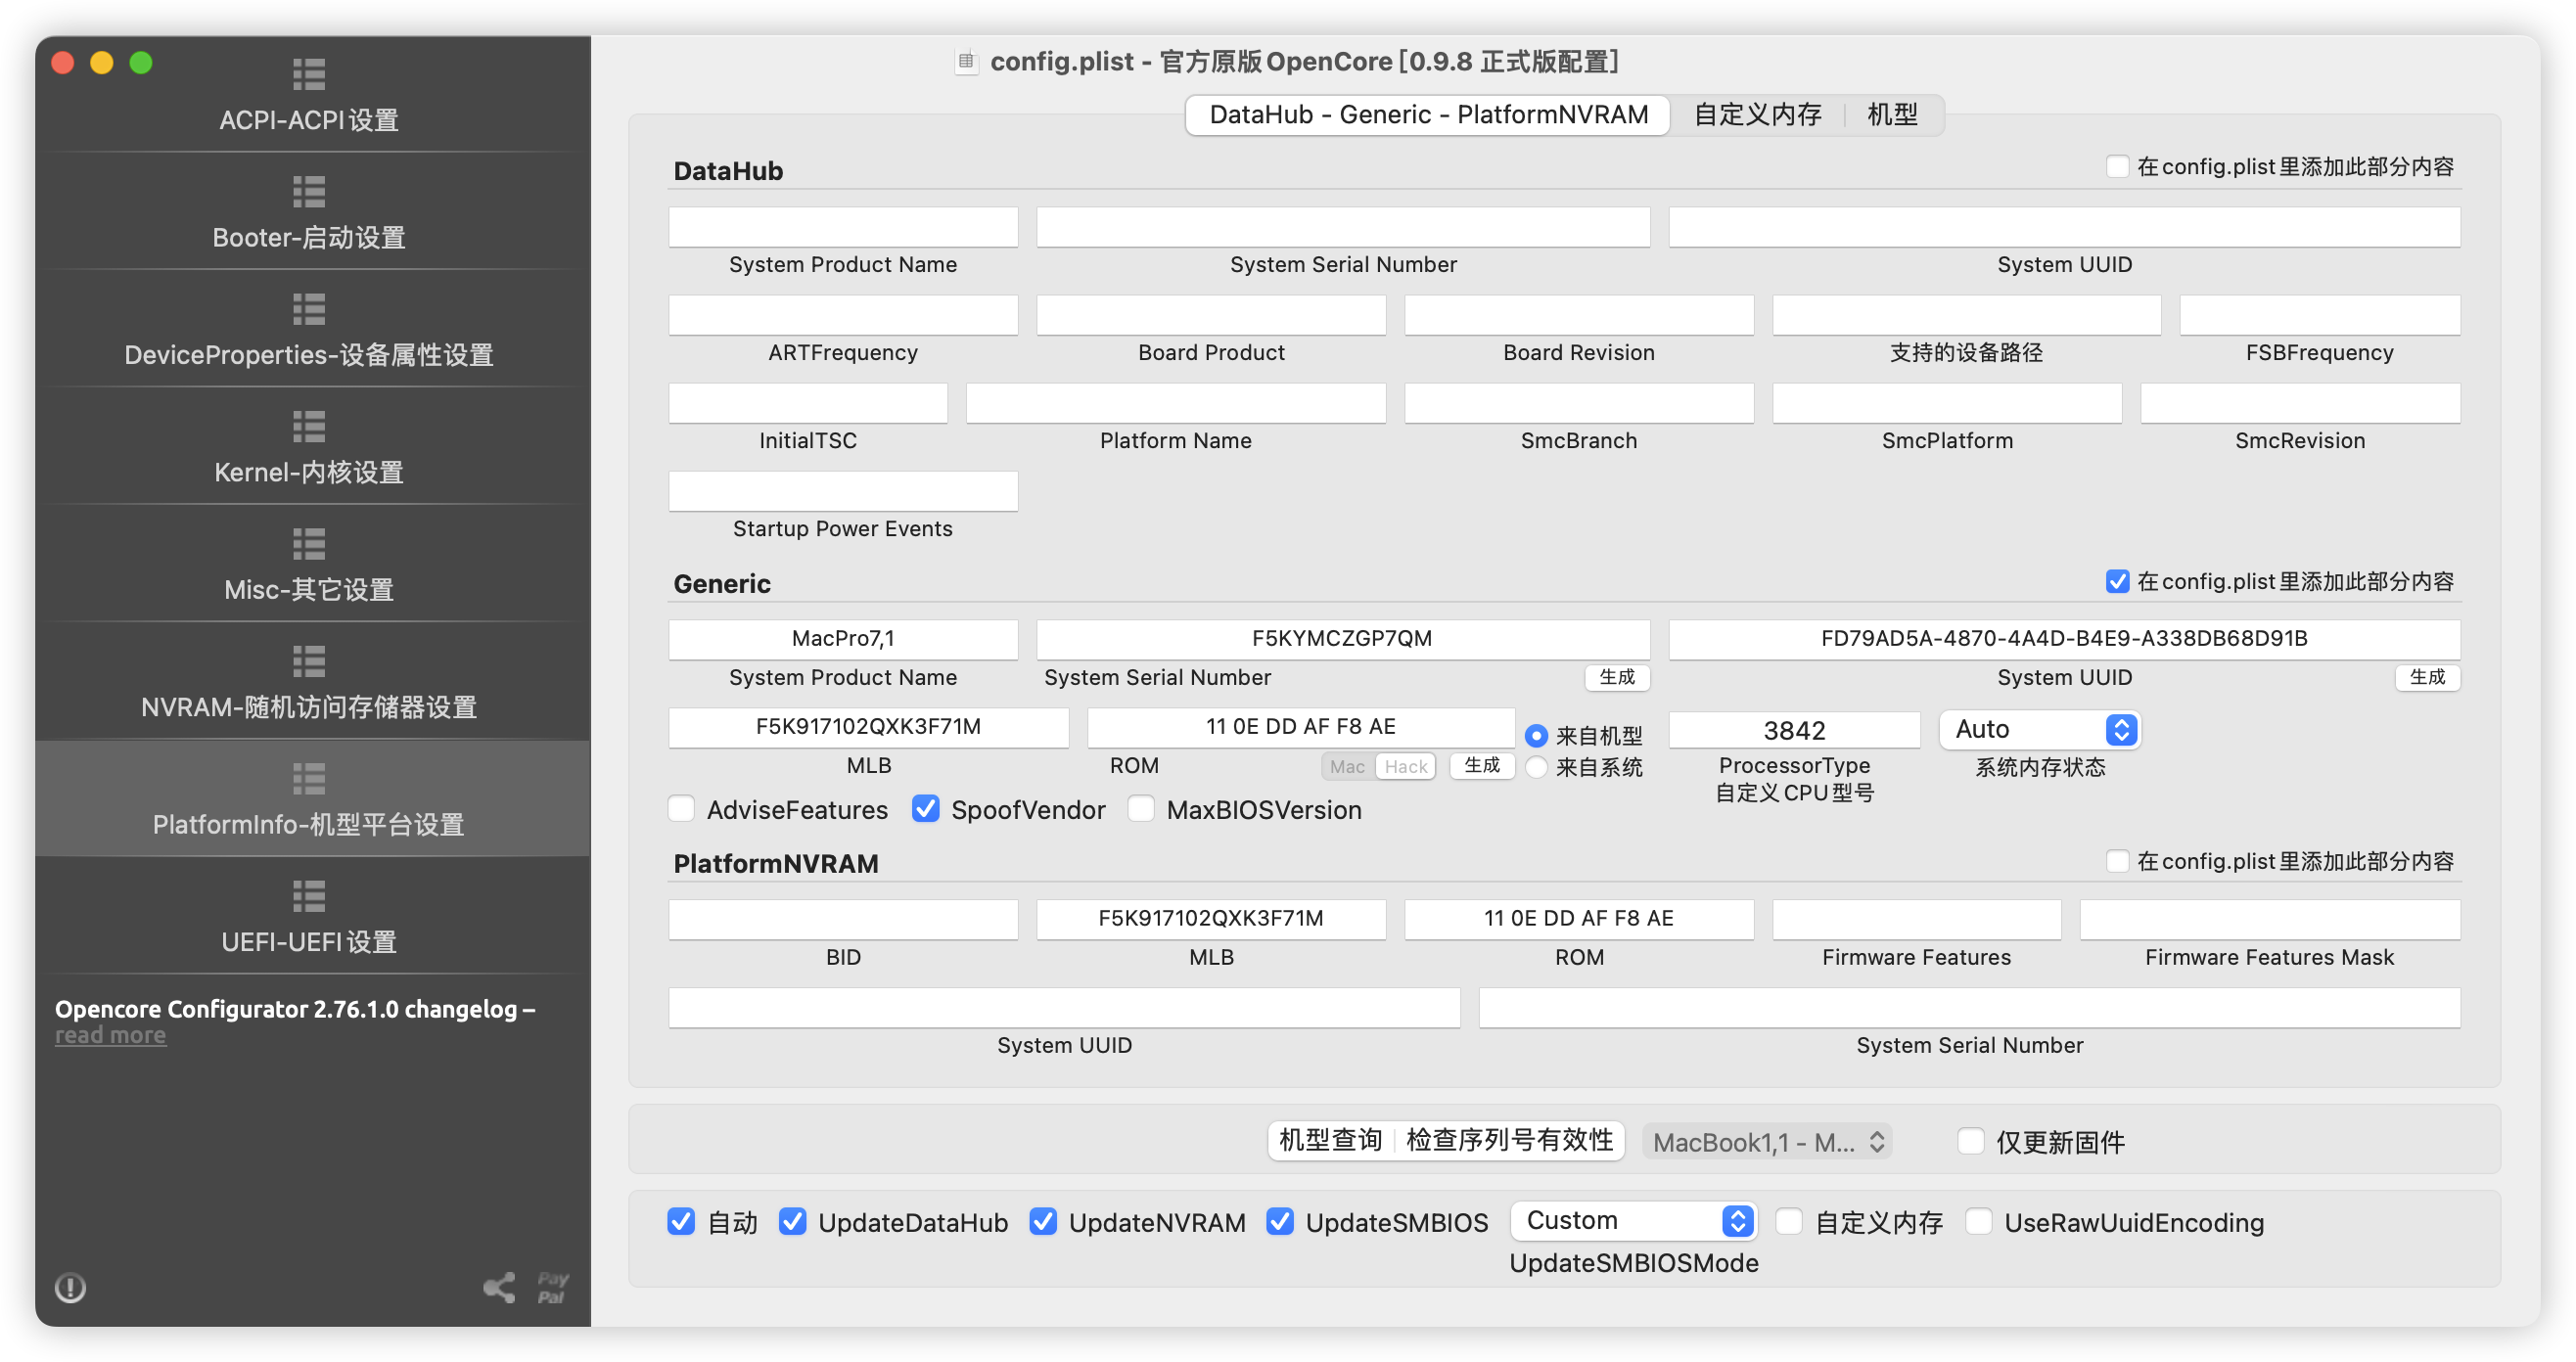 config.plist - 官方原版OpenCore [0.9.8 正式版配置]
ACPI-ACPI设置
Booter-启动设置
DeviceProperties-设备属性设置
Kernel-内核设置
Misc-其它设置
NVRAM-随机访问存储器设置
PlatformInfo-机型平台设置
UEFI-UEFI设置
Opencore Configurator 2.76.1.0 changelog –
read more
Pay
Pal
DataHub - Generic - PlatformNVRAM 自定义内存 机型
DataHub 在config.plist里添加此部分内容
System Product Name System Serial Number System UUID
ARTFrequency Board Product Board Revision 支持的设备路径 FSBFrequency
InitialTSC Platform Name SmcBranch SmcPlatform SmcRevision
Startup Power Events
Generic 在config.plist里添加此部分内容
MacPro7,1 F5KYMCZGP7QM FD79AD5A-4870-4A4D-B4E9-A338DB68D91B
System Product Name System Serial Number 生成 System UUID 生成
F5K917102QXK3F71M 11 0E DD AF F8 AE 来自机型 3842 Auto
MLB ROM Mac Hack 生成 来自系统 ProcessorType 系统内存状态
自定义CPU型号
AdviseFeatures SpoofVendor MaxBIOSVersion
PlatformNVRAM 在config.plist里添加此部分内容
F5K917102QXK3F71M 11 0E DD AF F8 AE
BID MLB ROM Firmware Features Firmware Features Mask
System UUID System Serial Number
机型查询 检查序列号有效性 MacBook1,1 - M... 仅更新固件
自动 UpdateDataHub UpdateNVRAM UpdateSMBIOS Custom 自定义内存 UseRawUuidEncoding
UpdateSMBIOSMode